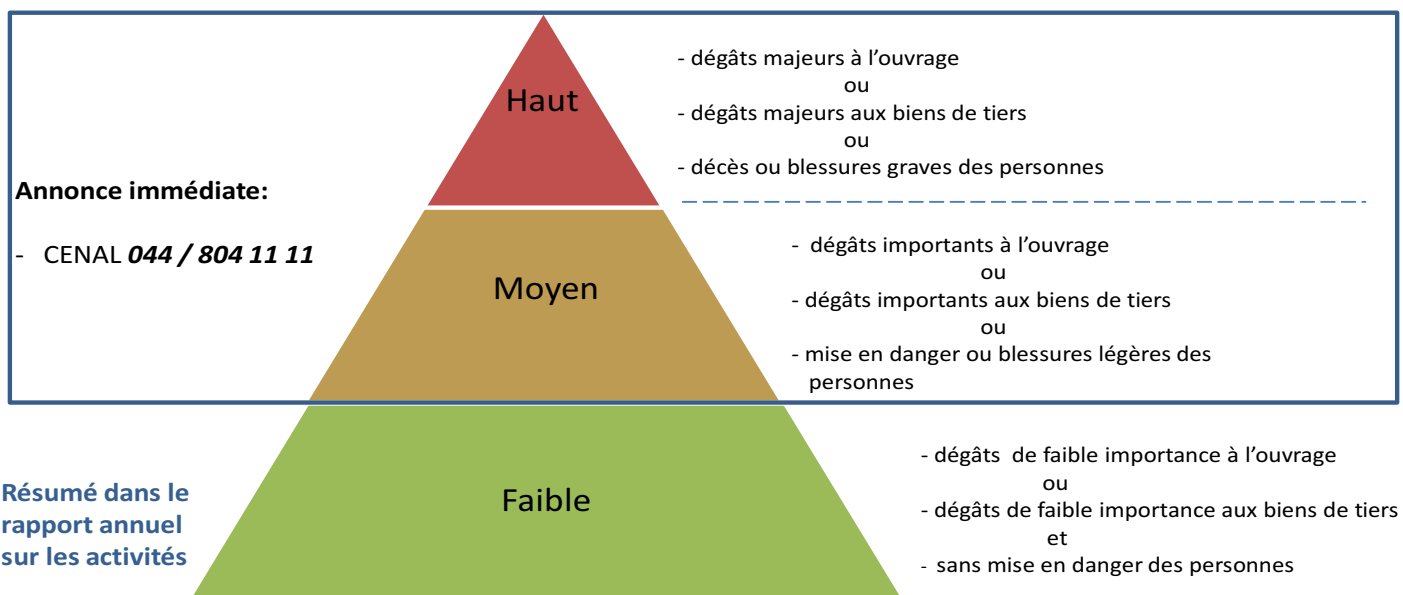 Haut
- dégâts majeurs à l’ouvrage
ou
- dégâts majeurs aux biens de tiers
ou
- décès ou blessures graves des personnes
Annonce immédiate:
- CENAL 044 / 804 11 11
Moyen
- dégâts importants à l’ouvrage
ou
- dégâts importants aux biens de tiers
ou
- mise en danger ou blessures légères des
personnes
Résumé dans le
rapport annuel
sur les activités
Faible
- dégâts de faible importance à l’ouvrage
ou
- dégâts de faible importance aux biens de tiers
et
- sans mise en danger des personnes